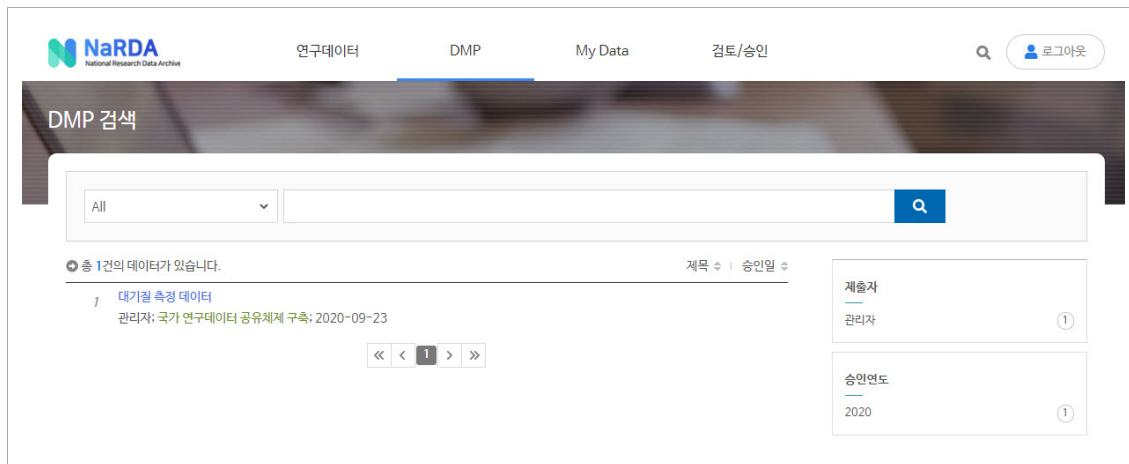 NaRDA
National Research Data Archive
연구데이터 DMP My Data 검토/승인 로그아웃
DMP 검색
All
총 1건의 데이터가 있습니다. 제목 승인일
1 대기질 측정 데이터
관리자; 국가 연구데이터 공유체제 구축; 2020-09-23
1
제출자
관리자 1
승인연도
2020 1